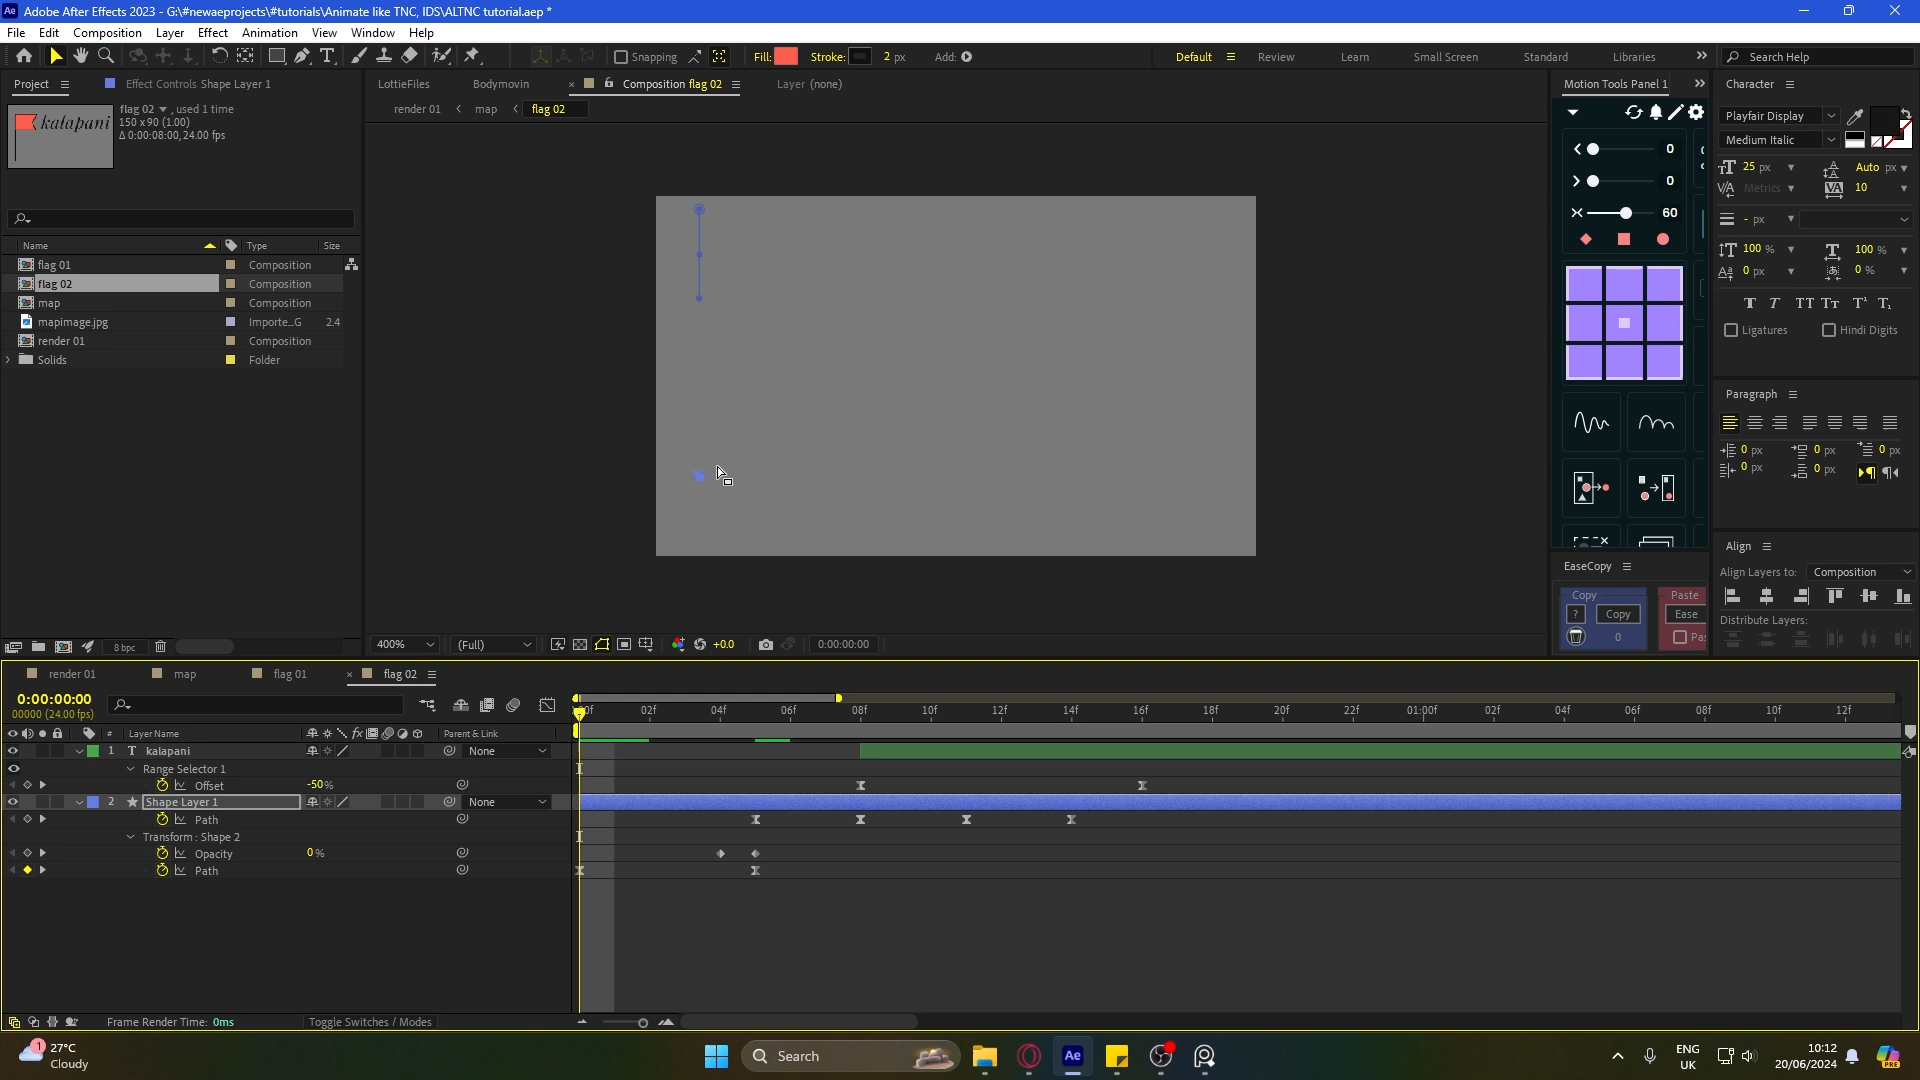 Adobe After Effects 2023 - G:\#newaeprojects\#tutorials\Animate like TNC, IDS\ALTNC tutorial.aep *
File Edit Composition Layer Effect Animation View Window Help
Snapping Fill: Stroke: 2 px Add: Default Review Learn Small Screen Standard Libraries Search Help
Project Effect Controls Shape Layer 1 LottieFiles Bodymovin Composition flag 02 Layer (none) Motion Tools Panel 1 Character
render 01 map flag 02
flag 02 , used 1 time
150 x 90 (1.00)
Δ 0:00:08:00, 24.00 fps
kalapani
Playfair Display
Medium Italic
0
0
60
25 px Auto px
Metrics 10
- px
100 % 100 %
0 px 0 %
Ligatures Hindi Digits
Name Type Size
flag 01 Composition
flag 02 Composition
map Composition
mapimage.jpg Importe...G 2.4
render 01 Composition
Solids Folder
Paragraph
0 px 0 px 0 px
0 px 0 px
Align
Align Layers to: Composition
Distribute Layers:
EaseCopy
Copy Paste
? Copy Ease
0 Pa
8 bpc
400% (Full) +0.0 0:00:00:00
render 01 map flag 01 flag 02
0:00:00:00
00000 (24.00 fps)
02f 04f 06f 08f 10f 12f 14f 16f 18f 20f 22f 01:00f 02f 04f 06f 08f 10f 12f
# Layer Name Parent & Link
1 T kalapani None
Range Selector 1
Offset -50%
2 Shape Layer 1 None
Path
Transform : Shape 2
Opacity 0 %
Path
Frame Render Time: 0ms Toggle Switches / Modes
1 27°C
Cloudy
Search
Ae
ENG
UK
10:12
20/06/2024
PRE